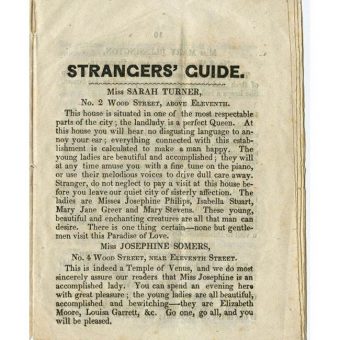 STRANGERS' GUIDE.
Miss SARAH TURNER,
No. 2 Wood Street, above Eleventh.
This house is situated in one of the most respectable
parts of the city; the landlady is a perfect Queen. At
this house you will hear no disgusting language to an-
noy your ear; everything connected with this estab-
lishment is calculated to make a man happy. The
young ladies are beautiful and accomplished; they will
at any time amuse you with a fine tune on the piano,
or use their melodious voices to drive dull care away.
Stranger, do not neglect to pay a visit at this house be-
fore you leave our quiet city of sisterly affection. The
ladies are Misses Josephine Philips, Isabella Stuart,
Mary Jane Greer and Mary Stevens. These young,
beautiful and enchanting creatures are all that man can
desire. There is one thing certain—none but gentle-
men visit this Paradise of Love.
Miss JOSEPHINE SOMERS,
No. 4 Wood Street, near Eleventh Street.
This is indeed a Temple of Venus, and we do most
sincerely assure our readers that Miss Josephine is an
accomplished lady. You can spend an evening here
with great pleasure; the young ladies are all beautiful,
accomplished and bewitching—they are Elizabeth
Moore, Louisa Garrett, &c. Go one, go all, and you
will be pleased.